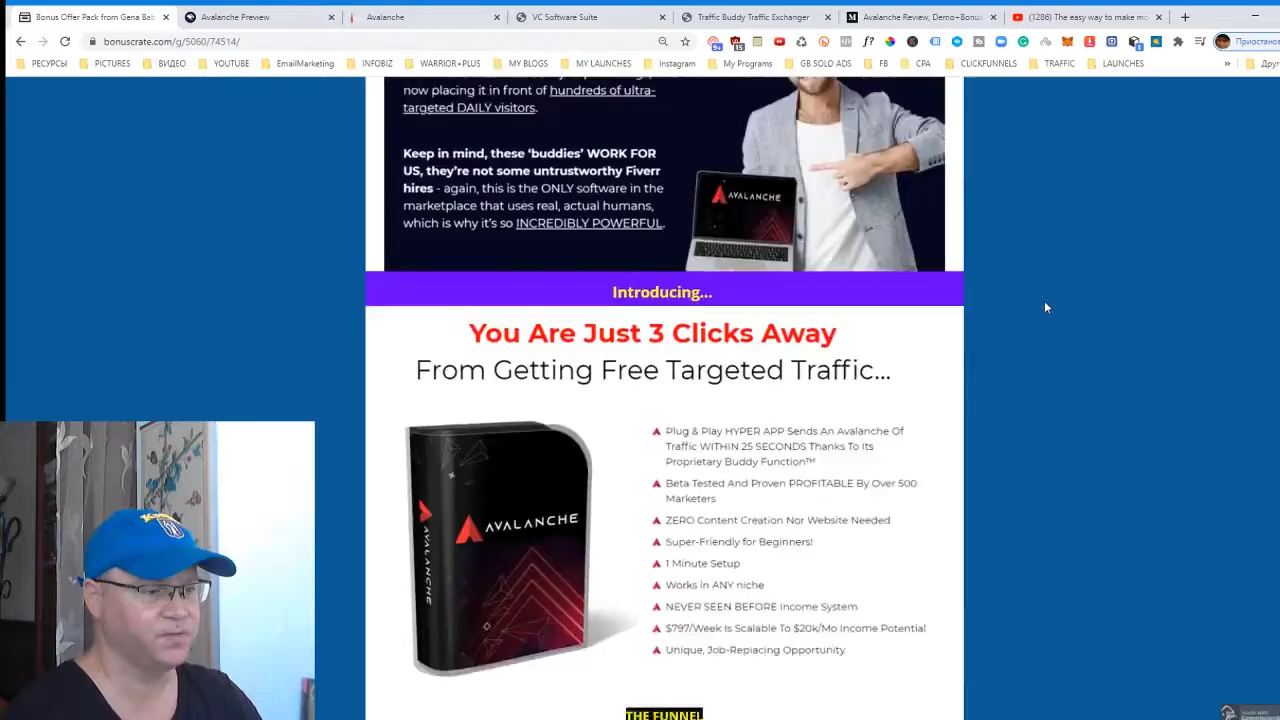 Bonus Offer Pack from Gena Bab
Avalanche Preview
Avalanche
VC Software Suite
Traffic Buddy Traffic Exchanger
Avalanche Review, Demo+Bonus
(1286) The easy way to make mo
bonuscrafts.com/g/5060/74514/
Приостанов
РЕСУРСЫ
PICTURES
ВИДЕО
YOUTUBE
EmailMarketing
INFOBIZ
WARRIOR+PLUS
MY BLOGS
MY LAUNCHES
Instagram
My Programs
GB SOLO ADS
FB
CPA
CLICKFUNNELS
TRAFFIC
LAUNCHES
now placing it in front of hundreds of ultra-
targeted DAILY visitors.
Keep in mind, these ‘buddies’ WORK FOR
US, they’re not some untrustworthy Fiverr
hires - again, this is the ONLY software in the
marketplace that uses real, actual humans,
which is why it’s so INCREDIBLY POWERFUL.
AVALANCHE
Introducing...
You Are Just 3 Clicks Away
From Getting Free Targeted Traffic...
AVALANCHE
AVALANCHE
Plug & Play HYPER APP Sends An Avalanche Of
Traffic WITHIN 25 SECONDS Thanks To Its
Proprietary Buddy Function™
Beta Tested And Proven PROFITABLE By Over 500
Marketers
ZERO Content Creation Nor Website Needed
Super-Friendly for Beginners!
1 Minute Setup
Works in ANY niche
NEVER SEEN BEFORE Income System
$797/Week Is Scalable To $20k/Mo Income Potential
Unique, Job-Replacing Opportunity
THE FUNNEL